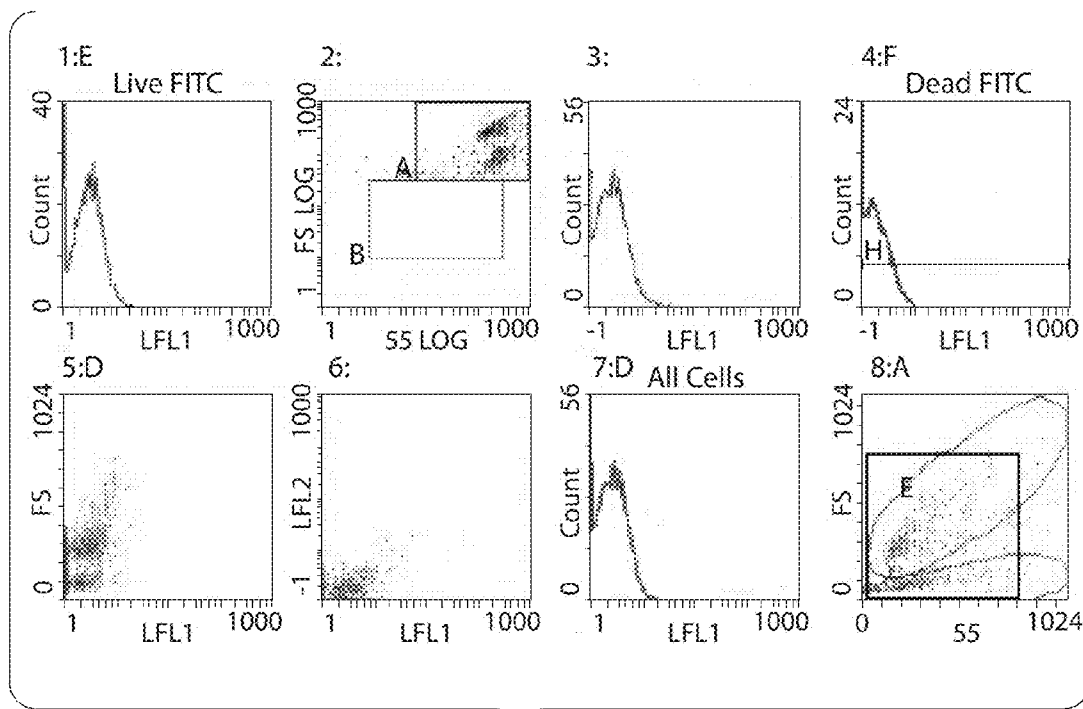 1:E
Live FITC
40
Count
0
1
1000
LFL1
2:
1000
FS LOG
1
A
B
1000
55 LOG
3:
56
Count
0
-1
1000
LFL1
4:F
Dead FITC
24
Count
0
H
-1
1000
LFL1
5:D
1024
FS
0
1
1000
LFL1
6:
1000
LFL2
-1
1
1000
LFL1
7:D
All Cells
56
Count
0
1
1000
LFL1
8:A
1024
FS
0
E
0
55
1024